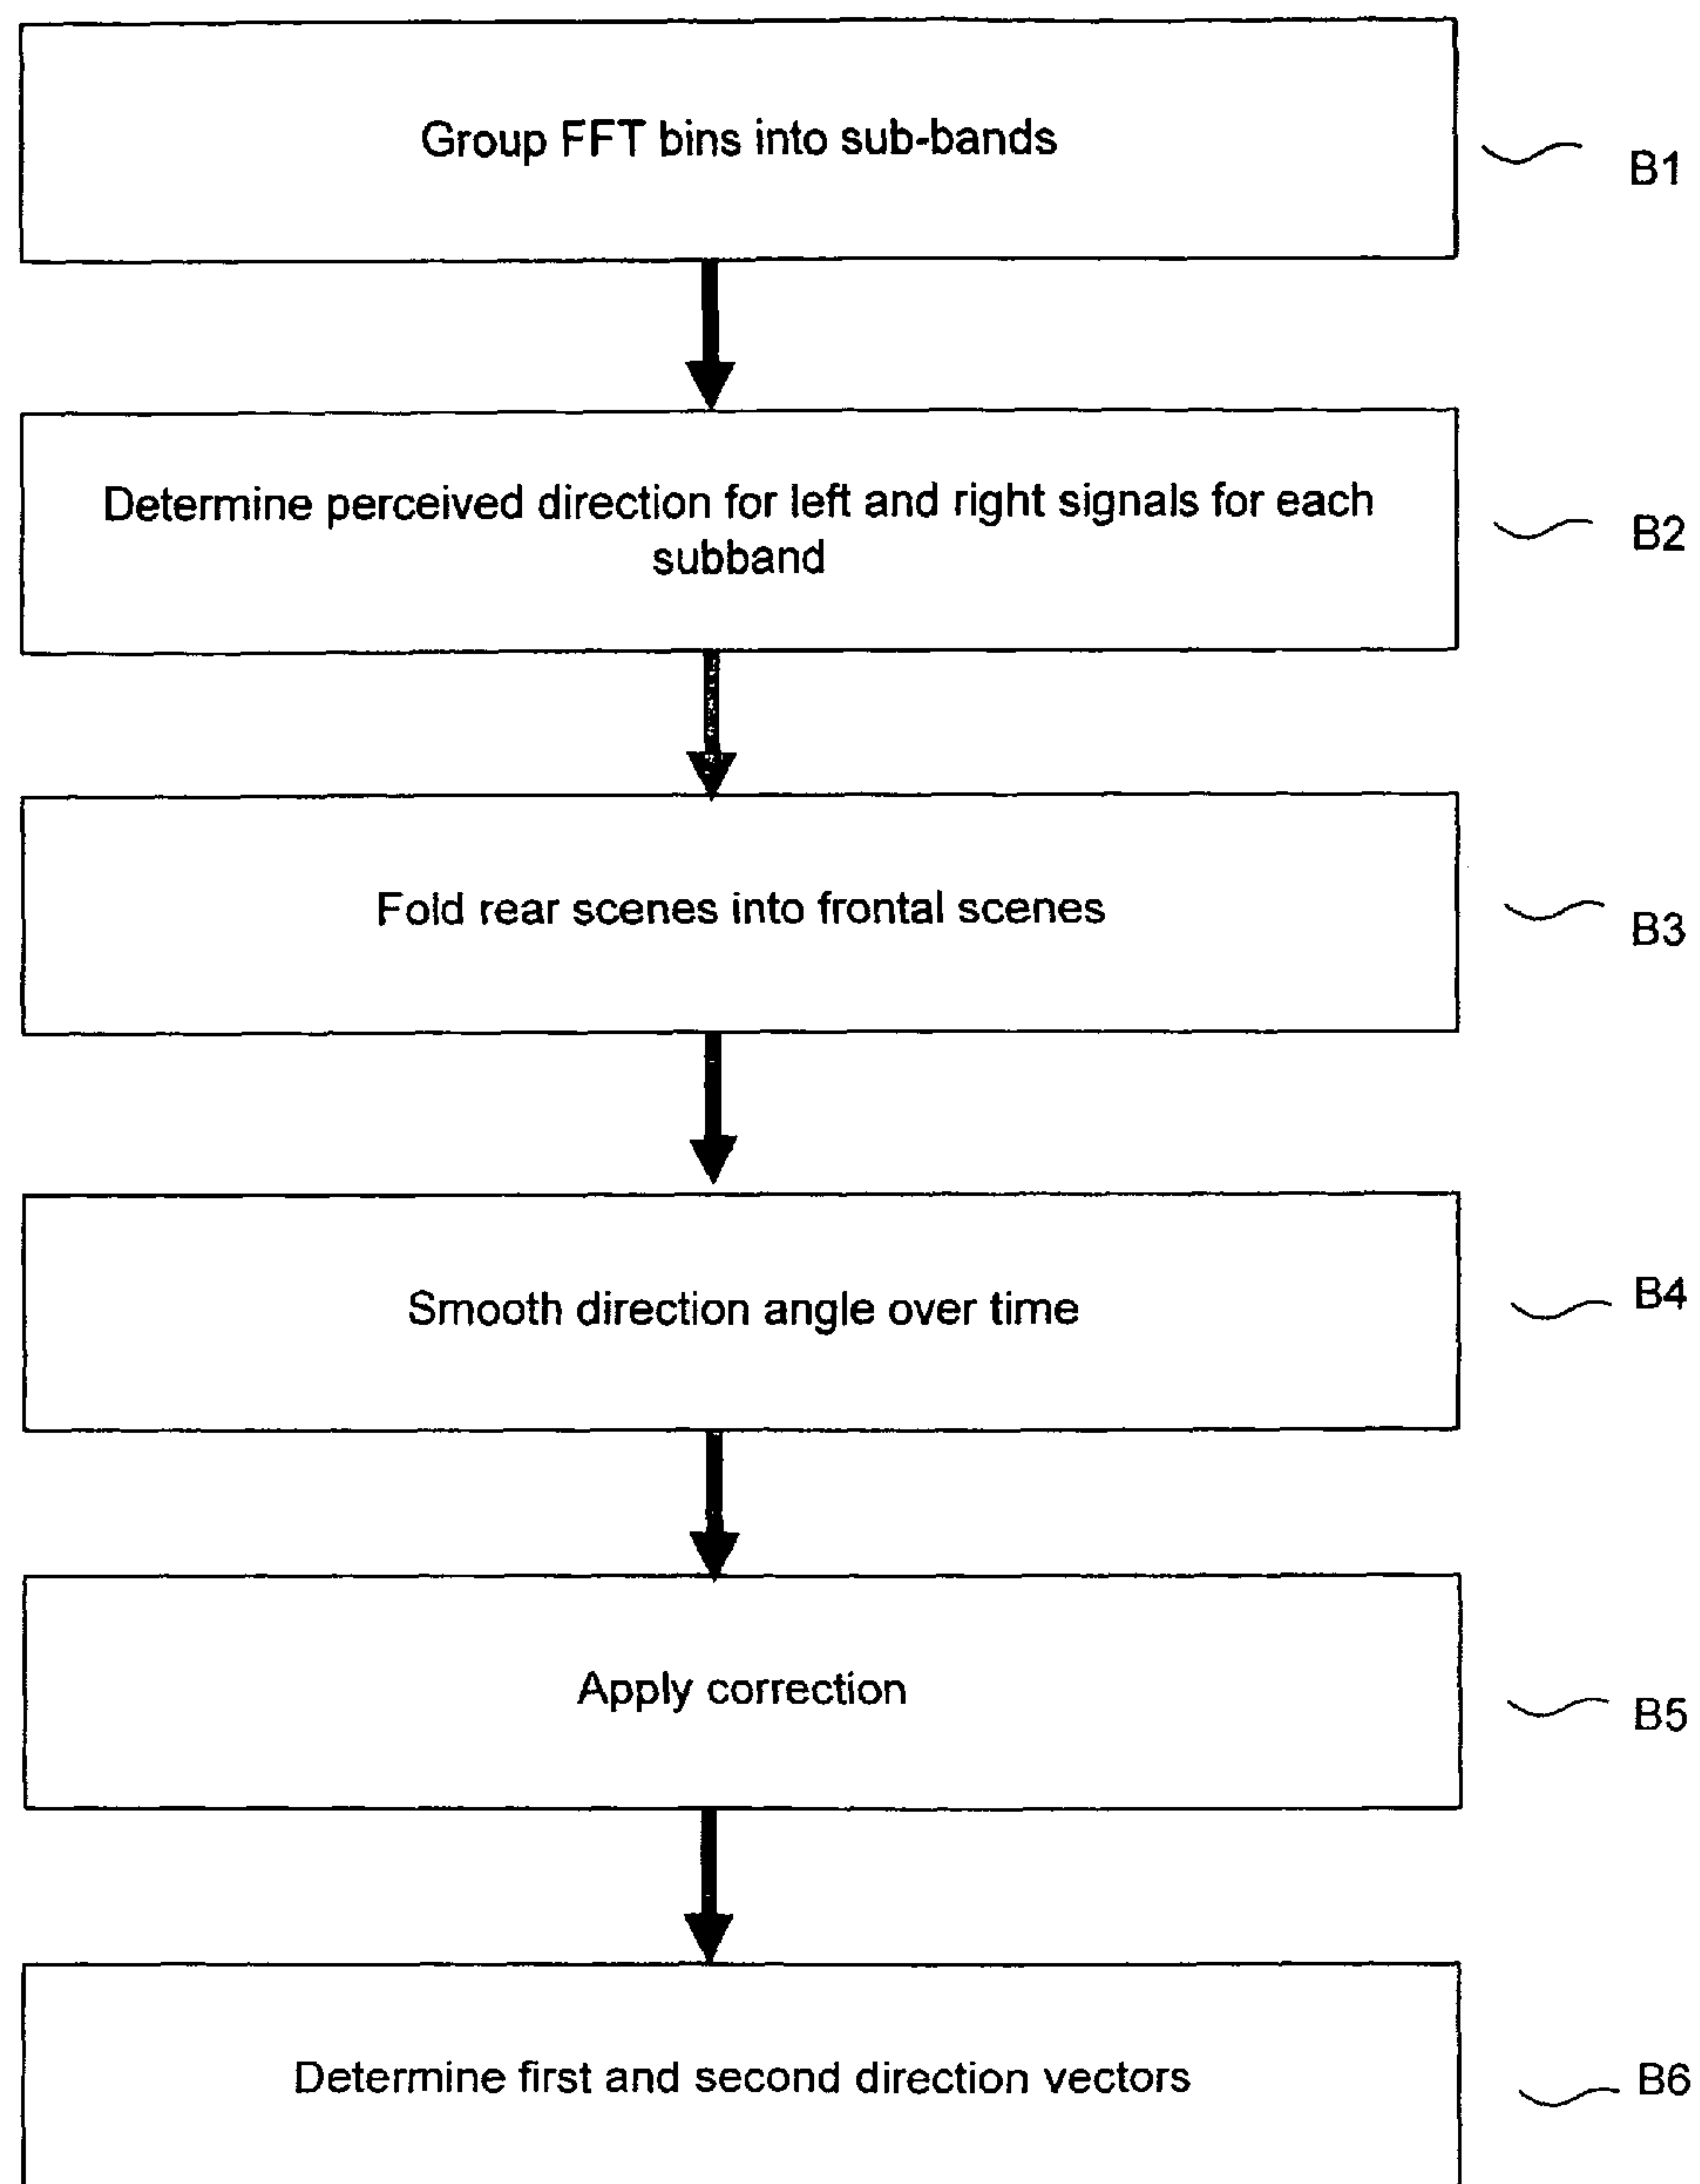 Group FFT bins into sub-bands
B1
Determine perceived direction for left and right signals for each
subband
B2
Fold rear scenes into frontal scenes
B3
Smooth direction angle over time
B4
Apply correction
B5
Determine first and second direction vectors
B6